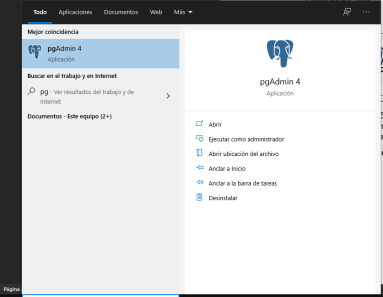 Todo Aplicaciones Documentos Web Más
Mejor coincidencia
pgAdmin 4
Aplicación
Buscar en el trabajo y en Internet
pg - Ver resultados del trabajo y de
Internet
Documentos - Este equipo (2+)
pgAdmin 4
Aplicación
Abrir
Ejecutar como administrador
Abrir ubicación del archivo
Anclar a Inicio
Anclar a la barra de tareas
Desinstalar
Página